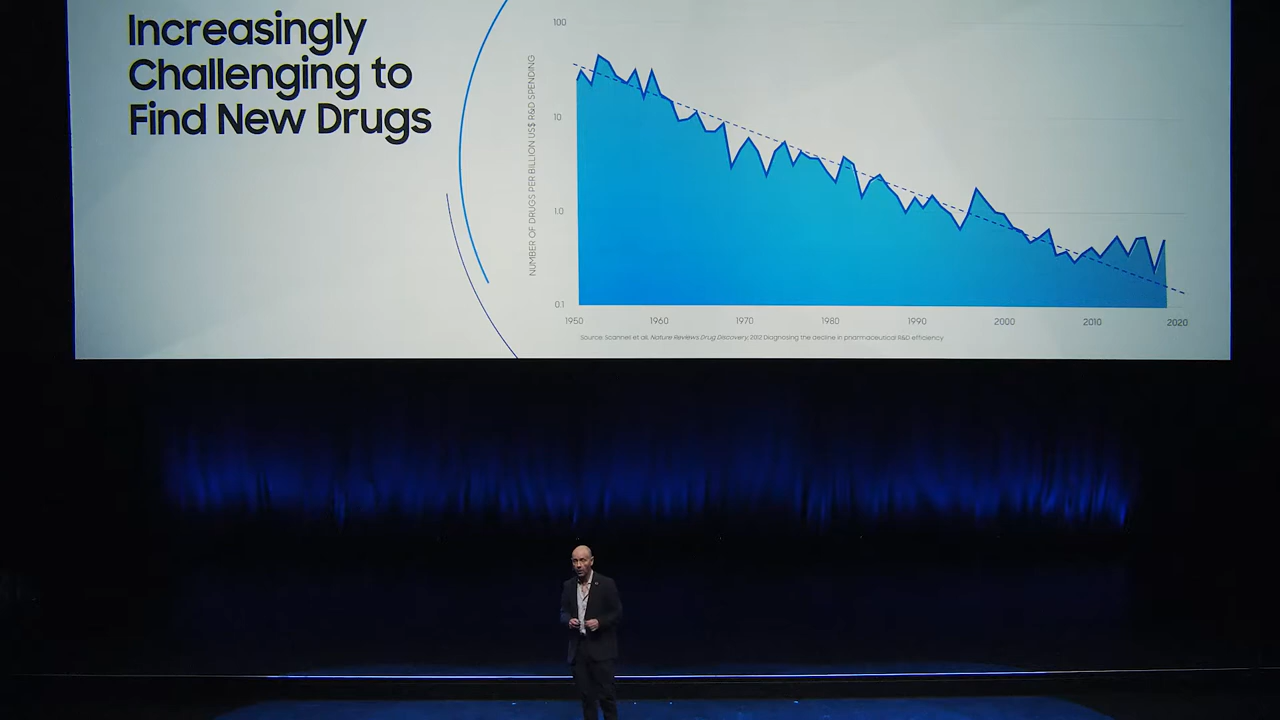 Increasingly
Challenging to
Find New Drugs
NUMBER OF DRUGS PER BILLION US$ R&D SPENDING
100
10
1.0
0.1
1950 1960 1970 1980 1990 2000 2010 2020
Source: Scannell et al, Nature Reviews Drug Discovery, 2012, Diagnosing the decline in pharmaceutical R&D efficiency